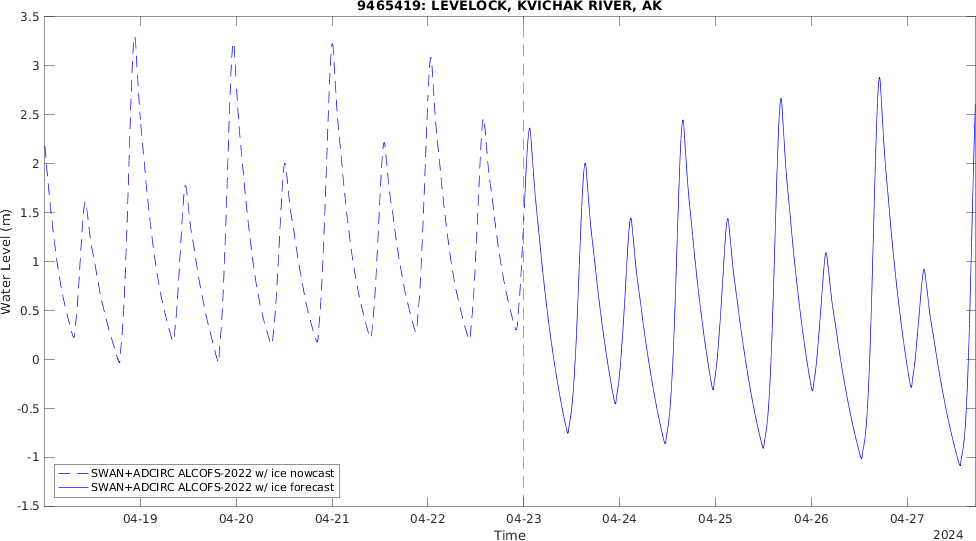 9465419: LEVELOCK, KVICHAK RIVER, AK
3.5
3
2.5
2
1.5
1
0.5
0
-0.5
-1
-1.5
Water Level (m)
SWAN+ADCIRC ALCOFS-2022 w/ ice nowcast
SWAN+ADCIRC ALCOFS-2022 w/ ice forecast
04-19 04-20 04-21 04-22 04-23 04-24 04-25 04-26 04-27
Time
2024